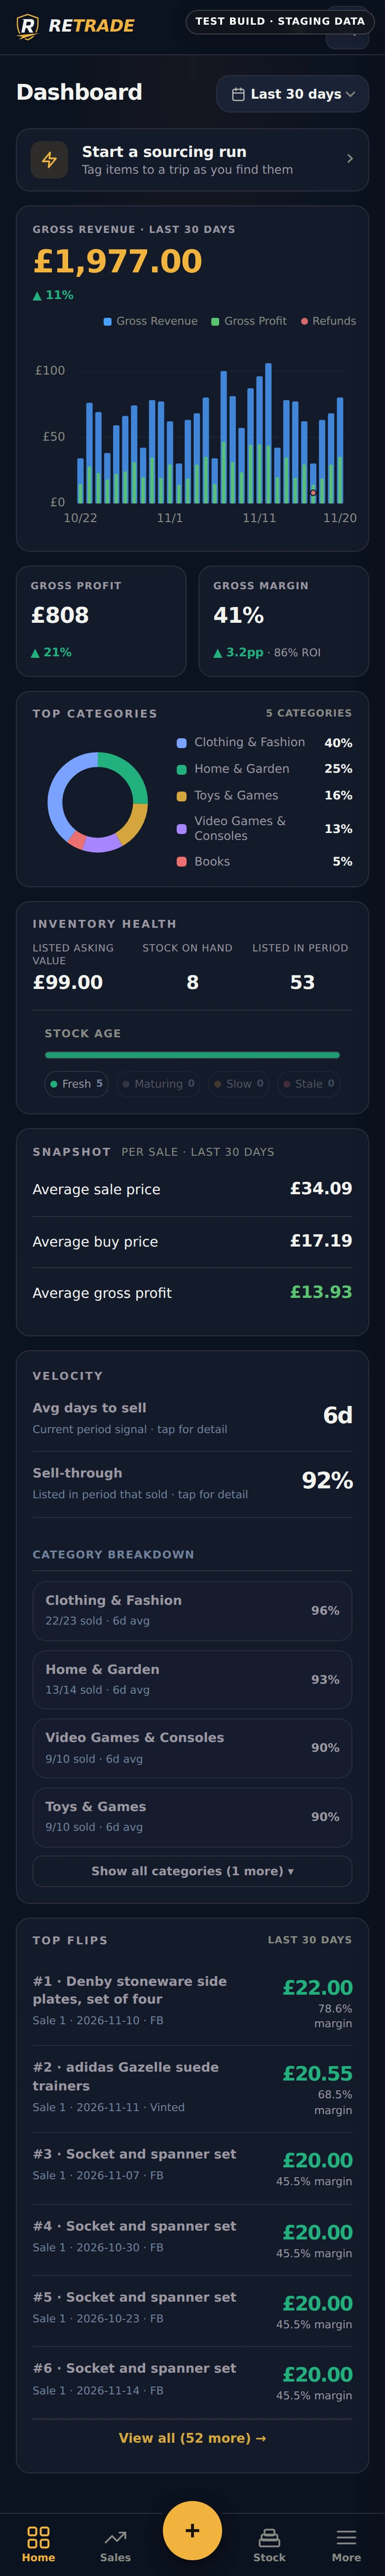 RETRADE
TEST BUILD · STAGING DATA
Dashboard
Last 30 days
Start a sourcing run
Tag items to a trip as you find them
GROSS REVENUE · LAST 30 DAYS
£1,977.00
▲ 11%
Gross Revenue
Gross Profit
Refunds
£100
£50
£0
10/22
11/1
11/11
11/20
GROSS PROFIT
£808
▲ 21%
GROSS MARGIN
41%
▲ 3.2pp · 86% ROI
TOP CATEGORIES
5 CATEGORIES
Clothing & Fashion 40%
Home & Garden 25%
Toys & Games 16%
Video Games &
Consoles 13%
Books 5%
INVENTORY HEALTH
LISTED ASKING
VALUE
£99.00
STOCK ON HAND
8
LISTED IN PERIOD
53
STOCK AGE
Fresh 5
Maturing 0
Slow 0
Stale 0
SNAPSHOT PER SALE · LAST 30 DAYS
Average sale price £34.09
Average buy price £17.19
Average gross profit £13.93
VELOCITY
Avg days to sell
Current period signal · tap for detail
6d
Sell-through
Listed in period that sold · tap for detail
92%
CATEGORY BREAKDOWN
Clothing & Fashion
22/23 sold · 6d avg
96%
Home & Garden
13/14 sold · 6d avg
93%
Video Games & Consoles
9/10 sold · 6d avg
90%
Toys & Games
9/10 sold · 6d avg
90%
Show all categories (1 more) ▾
TOP FLIPS
LAST 30 DAYS
#1 · Denby stoneware side
plates, set of four
Sale 1 · 2026-11-10 · FB
£22.00
78.6%
margin
#2 · adidas Gazelle suede
trainers
Sale 1 · 2026-11-11 · Vinted
£20.55
68.5%
margin
#3 · Socket and spanner set
Sale 1 · 2026-11-07 · FB
£20.00
45.5% margin
#4 · Socket and spanner set
Sale 1 · 2026-10-30 · FB
£20.00
45.5% margin
#5 · Socket and spanner set
Sale 1 · 2026-10-23 · FB
£20.00
45.5% margin
#6 · Socket and spanner set
Sale 1 · 2026-11-14 · FB
£20.00
45.5% margin
View all (52 more) →
Home
Sales
+
Stock
More